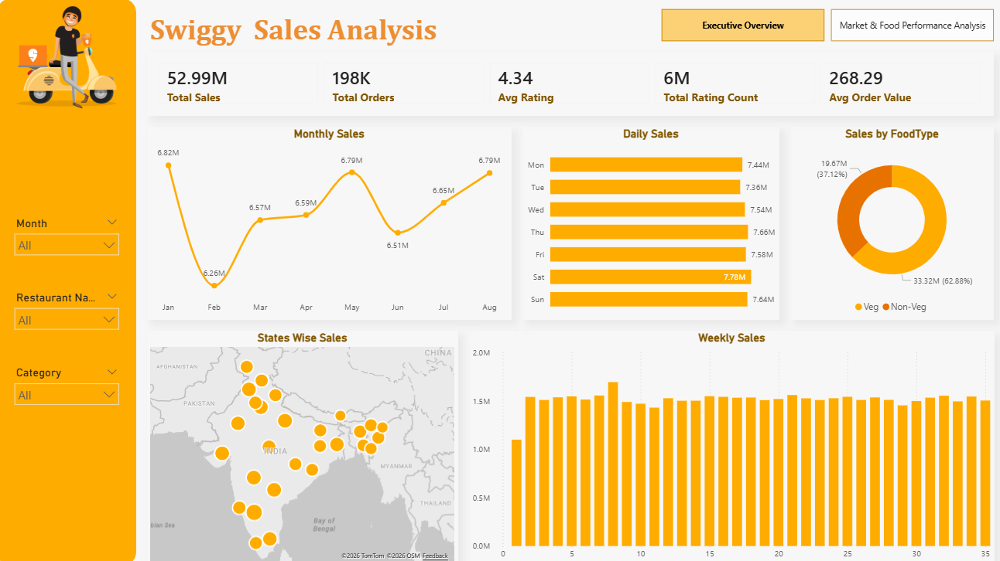 Swiggy Sales Analysis
Executive Overview
Market & Food Performance Analysis
52.99M
Total Sales
198K
Total Orders
4.34
Avg Rating
6M
Total Rating Count
268.29
Avg Order Value
Month
All
Restaurant Na...
All
Category
All
Monthly Sales
6.82M
6.26M
6.57M
6.59M
6.79M
6.51M
6.65M
6.79M
Jan
Feb
Mar
Apr
May
Jun
Jul
Aug
Daily Sales
Mon 7.44M
Tue 7.36M
Wed 7.54M
Thu 7.66M
Fri 7.58M
Sat 7.78M
Sun 7.64M
Sales by FoodType
19.67M
(37.12%)
33.32M (62.88%)
Veg
Non-Veg
States Wise Sales
CHINA
AFGHANISTAN
PAKISTAN
INDIA
MYANMAR
THAILAND
bian Sea
Bay of
Bengal
©2026 TomTom ©2026 OSM Feedback
Weekly Sales
2.0M
1.5M
1.0M
0.5M
0.0M
0
5
10
15
20
25
30
35